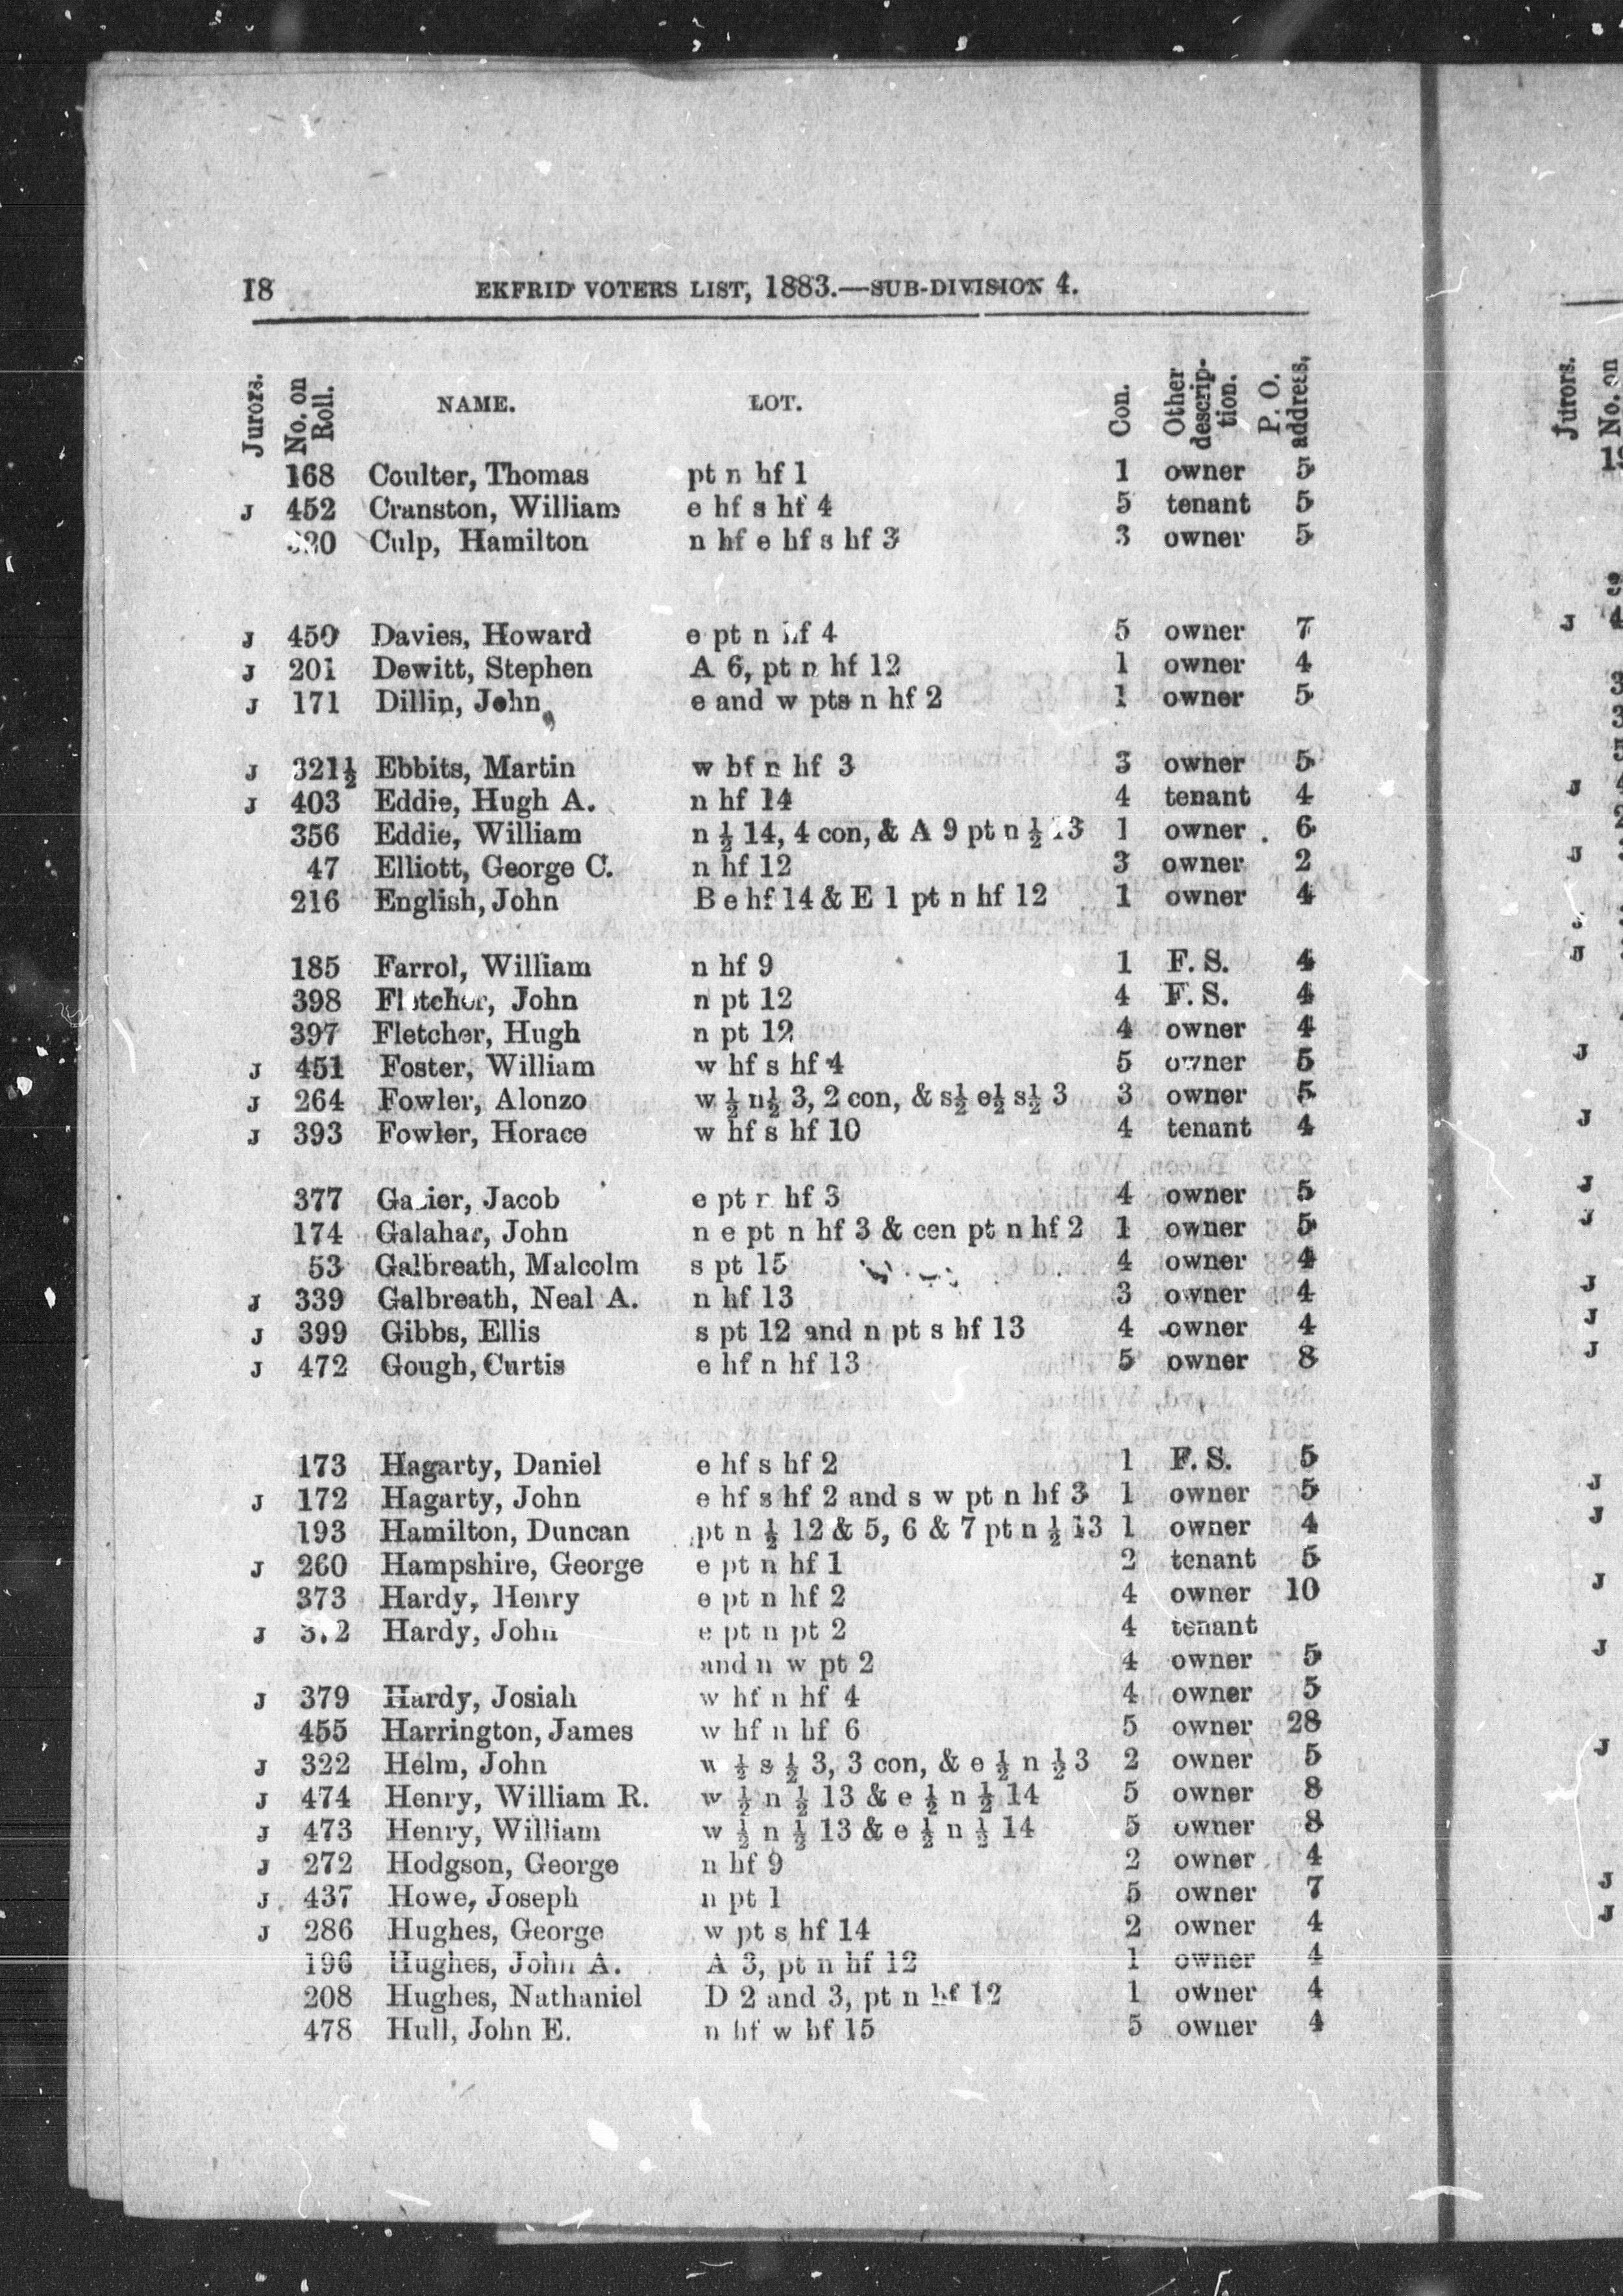 18 EKFRID VOTERS LIST, 1883.—SUB-DIVISION 4.
Jurors. No. on Roll. NAME. LOT. Con. Other descrip-tion. P. O. address.
168 Coulter, Thomas pt n hf 1 1 owner 5
J 452 Cranston, William e hf s hf 4 5 tenant 5
Culp, Hamilton n hf e hf s hf 3 3 owner 5
J 450 Davies, Howard e pt n hf 4 5 owner 7
J 201 Dewitt, Stephen A 6, pt n hf 12 1 owner 4
J 171 Dillin, John e and w pts n hf 2 1 owner 5
J 321½ Ebbits, Martin w hf n hf 3 3 owner 5
J 403 Eddie, Hugh A. n hf 14 4 tenant 4
356 Eddie, William n ½ 14, 4 con, & A 9 pt n ½ 13 1 owner 6
47 Elliott, George C. n hf 12 3 owner 2
216 English, John B e hf 14 & E 1 pt n hf 12 1 owner 4
185 Farrol, William n hf 9 1 F. S. 4
398 Fletcher, John n pt 12 4 F. S. 4
397 Fletcher, Hugh n pt 12 4 owner 4
J 451 Foster, William w hf s hf 4 5 owner 5
J 264 Fowler, Alonzo w ½ n½ 3, 2 con, & s½ e½ s½ 3 3 owner 5
J 393 Fowler, Horace w hf s hf 10 4 tenant 4
377 Jacob e pt n hf 3 4 owner 5
174 Galahar, John n e pt n hf 3 & cen pt n hf 2 1 owner 5
53 Galbreath, Malcolm s pt 15 4 owner 4
J 339 Galbreath, Neal A. n hf 13 3 owner 4
J 399 Gibbs, Ellis s pt 12 and n pt s hf 13 4 owner 4
J 472 Gough, Curtis e hf n hf 13 5 owner 8
173 Hagarty, Daniel e hf s hf 2 1 F. S. 5
J 172 Hagarty, John e hf s hf 2 and s w pt n hf 3 1 owner 5
193 Hamilton, Duncan pt n ½ 12 & 5, 6 & 7 pt n ½ 13 1 owner 4
J 260 Hampshire, George e pt n hf 1 2 tenant 5
373 Hardy, Henry e pt n hf 2 4 owner 10
J Hardy, John e pt n pt 2 4 tenant
and n w pt 2 4 owner 5
J 379 Hardy, Josiah w hf n hf 4 4 owner 5
455 Harrington, James w hf n hf 6 5 owner 28
J 322 Helm, John w ½ s ½ 3, 3 con, & e ½ n ½ 3 2 owner 5
J 474 Henry, William R. w ½ n ½ 13 & e ½ n ½ 14 5 owner 8
J 473 Henry, William w ½ n ½ 13 & e ½ n ½ 14 5 owner 8
J 272 Hodgson, George n hf 9 2 owner 4
J 437 Howe, Joseph n pt 1 5 owner 7
J 286 Hughes, George w pt s hf 14 2 owner 4
196 Hughes, John A. A 3, pt n hf 12 1 owner 4
208 Hughes, Nathaniel D 2 and 3, pt n hf 12 1 owner 4
478 Hull, John E. n hf w hf 15 5 owner 4
Jurors. No. on